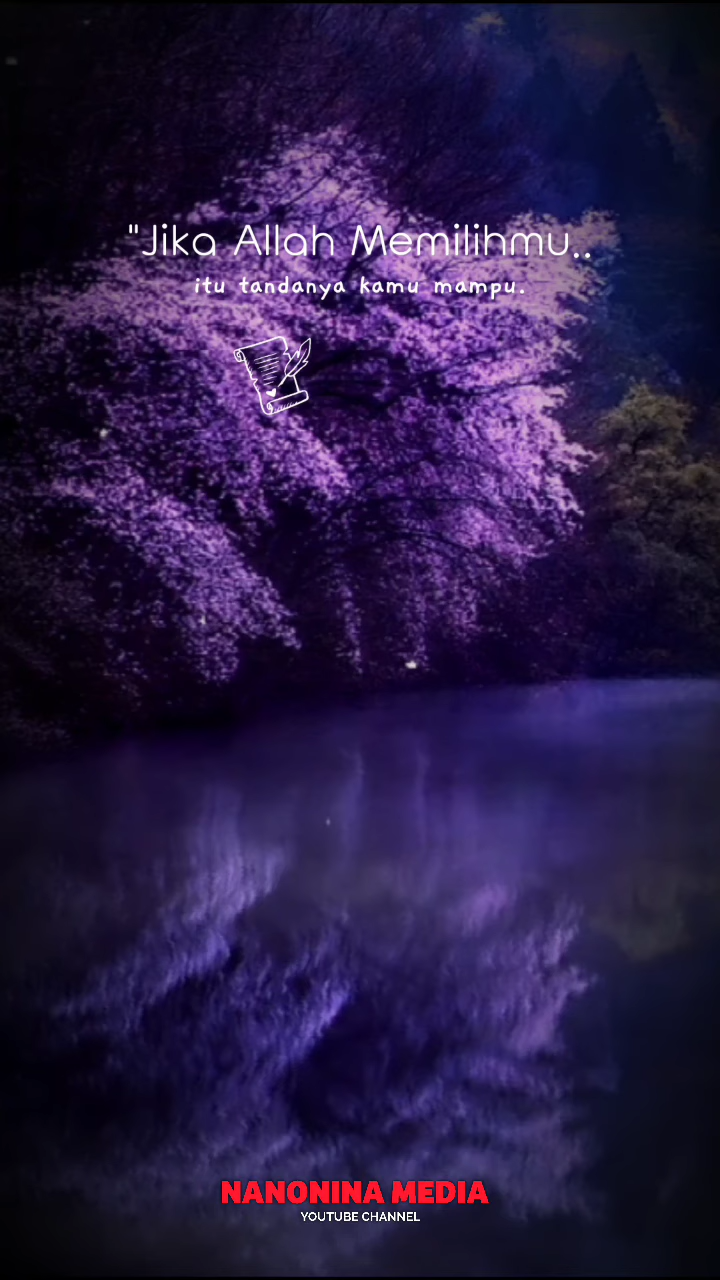 "Jika Allah Memilihmu..
itu tandanya kamu mampu.
NANONINA MEDIA
YOUTUBE CHANNEL